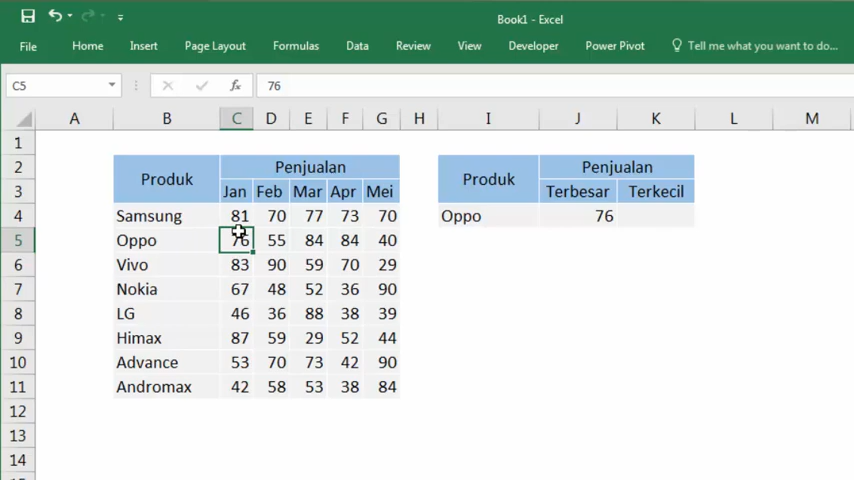 Book1 - Excel
File Home Insert Page Layout Formulas Data Review View Developer Power Pivot Tell me what you want to do...
C5 fx 76
A B C D E F G H I J K L M
1
2 Produk Penjualan Produk Penjualan
3 Jan Feb Mar Apr Mei Terbesar Terkecil
4 Samsung 81 70 77 73 70 Oppo 76
5 Oppo 76 55 84 84 40
6 Vivo 83 90 59 70 29
7 Nokia 67 48 52 36 90
8 LG 46 36 88 38 39
9 Himax 87 59 29 52 44
10 Advance 53 70 73 42 90
11 Andromax 42 58 53 38 84
12
13
14